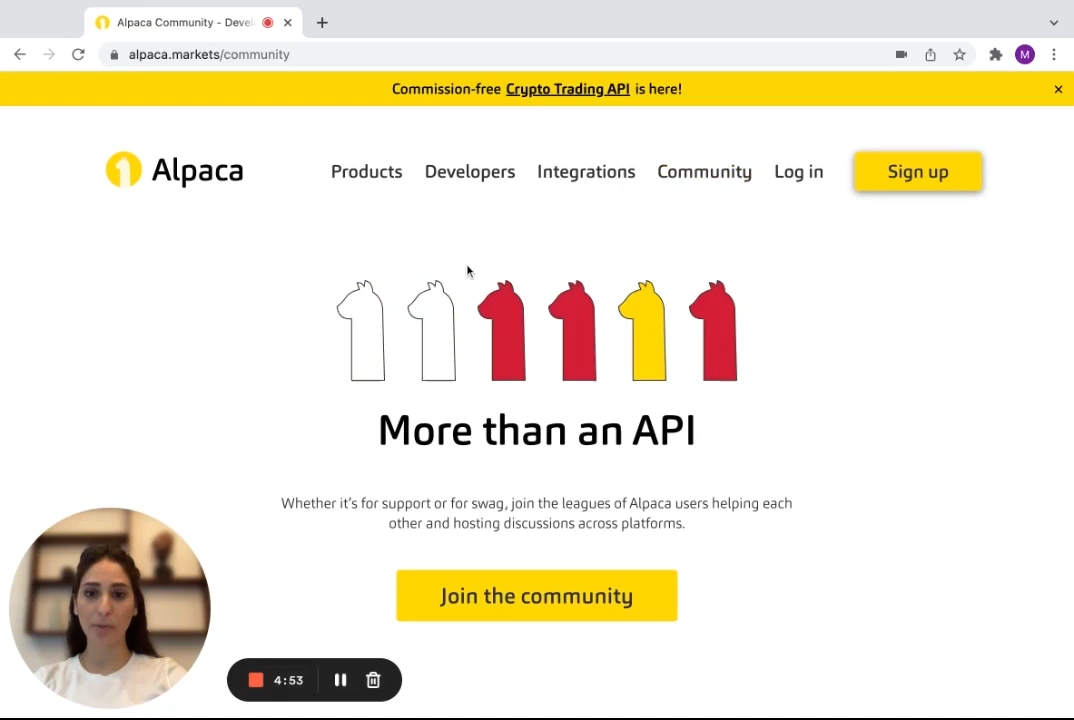 Alpaca Community - Devel
alpaca.markets/community
M
Commission-free Crypto Trading API is here!
Alpaca
Products
Developers
Integrations
Community
Log in
Sign up
More than an API
Whether it's for support or for swag, join the leagues of Alpaca users helping each
other and hosting discussions across platforms.
Join the community
4:53